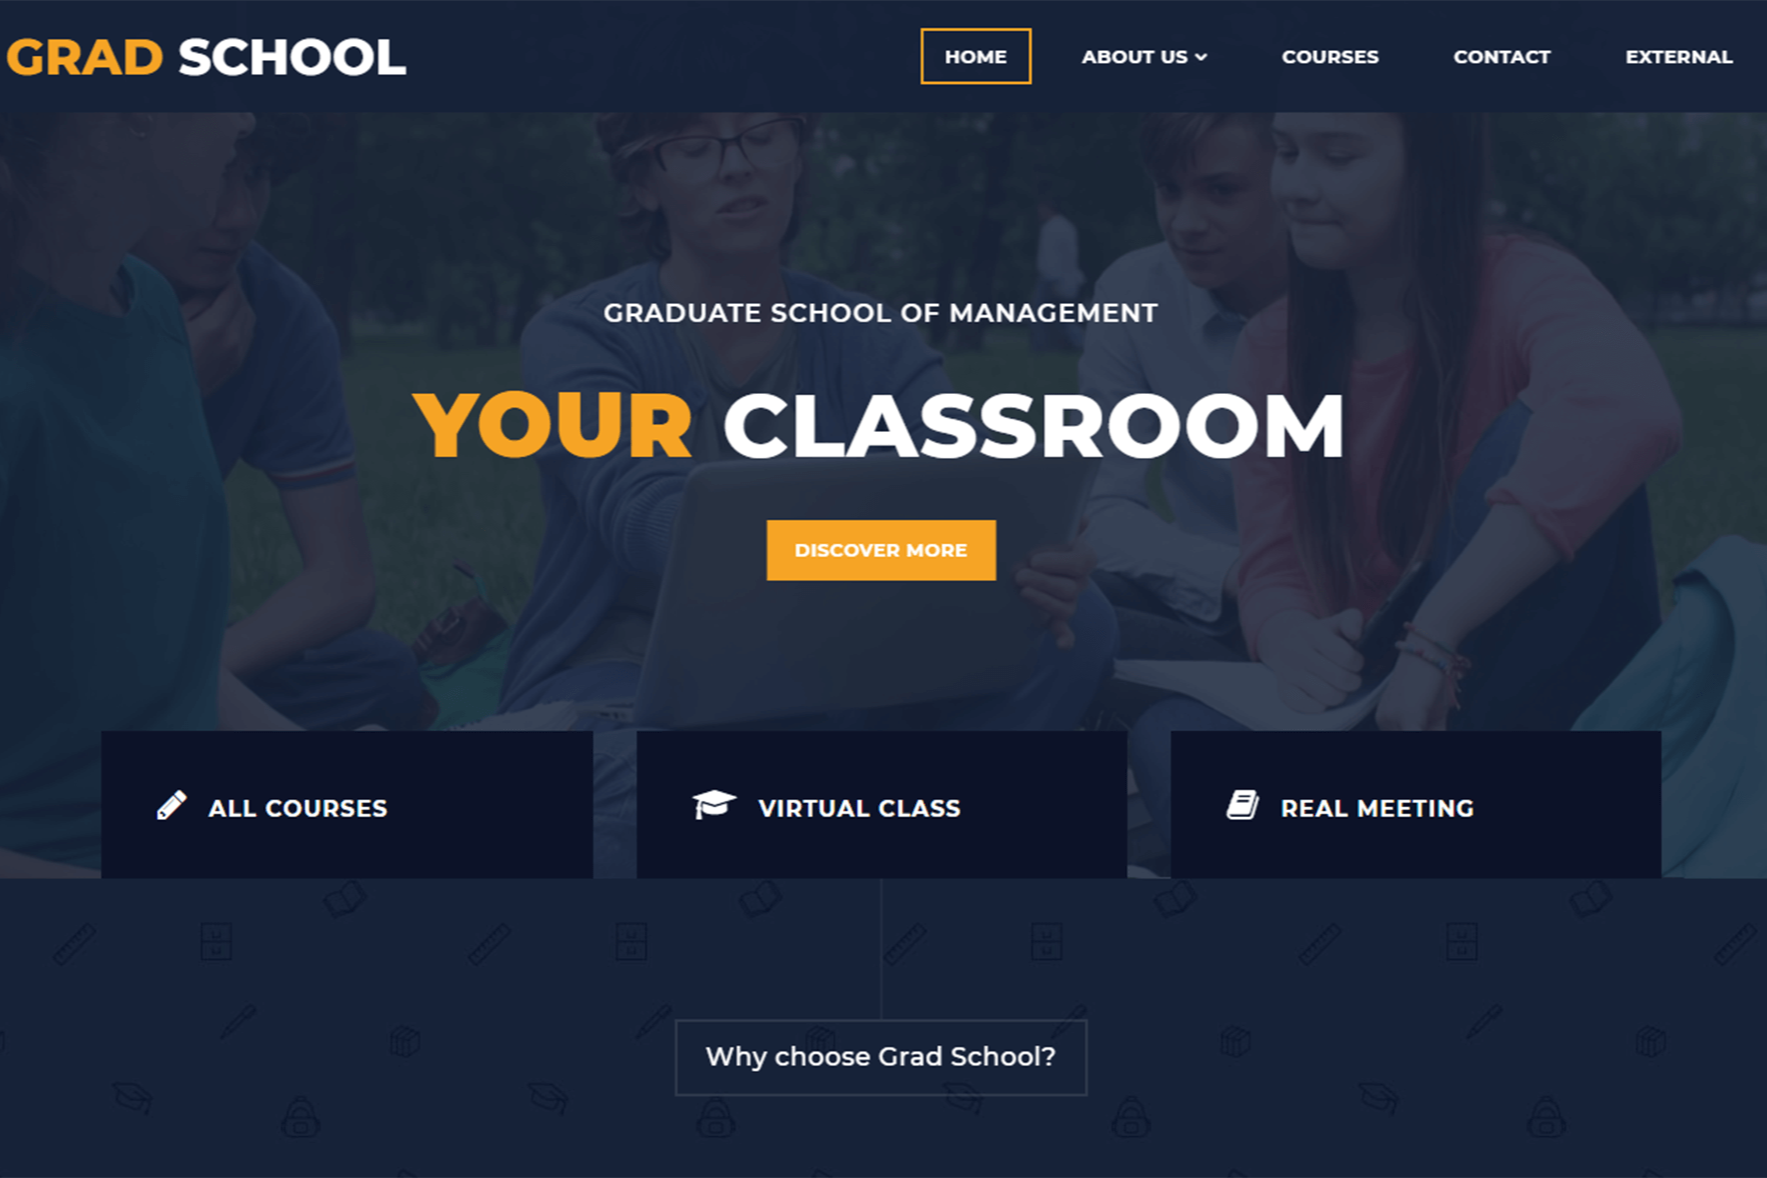 GRAD SCHOOL
HOME
ABOUT US
COURSES
CONTACT
EXTERNAL
GRADUATE SCHOOL OF MANAGEMENT
YOUR CLASSROOM
DISCOVER MORE
ALL COURSES
VIRTUAL CLASS
REAL MEETING
Why choose Grad School?